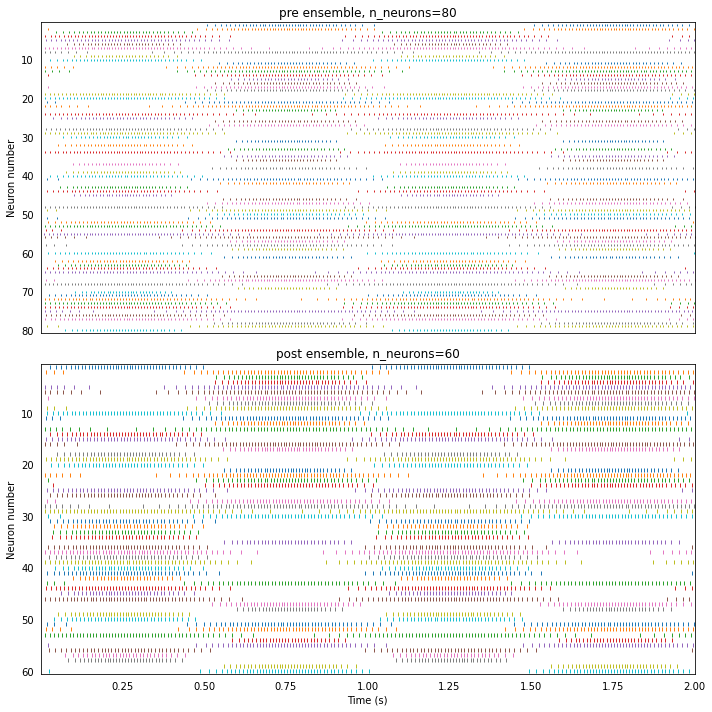 pre ensemble, n_neurons=80
10
20
30
40
50
60
70
80
Neuron number
post ensemble, n_neurons=60
10
20
30
40
50
60
Neuron number
0.25 0.50 0.75 1.00 1.25 1.50 1.75 2.00
Time (s)